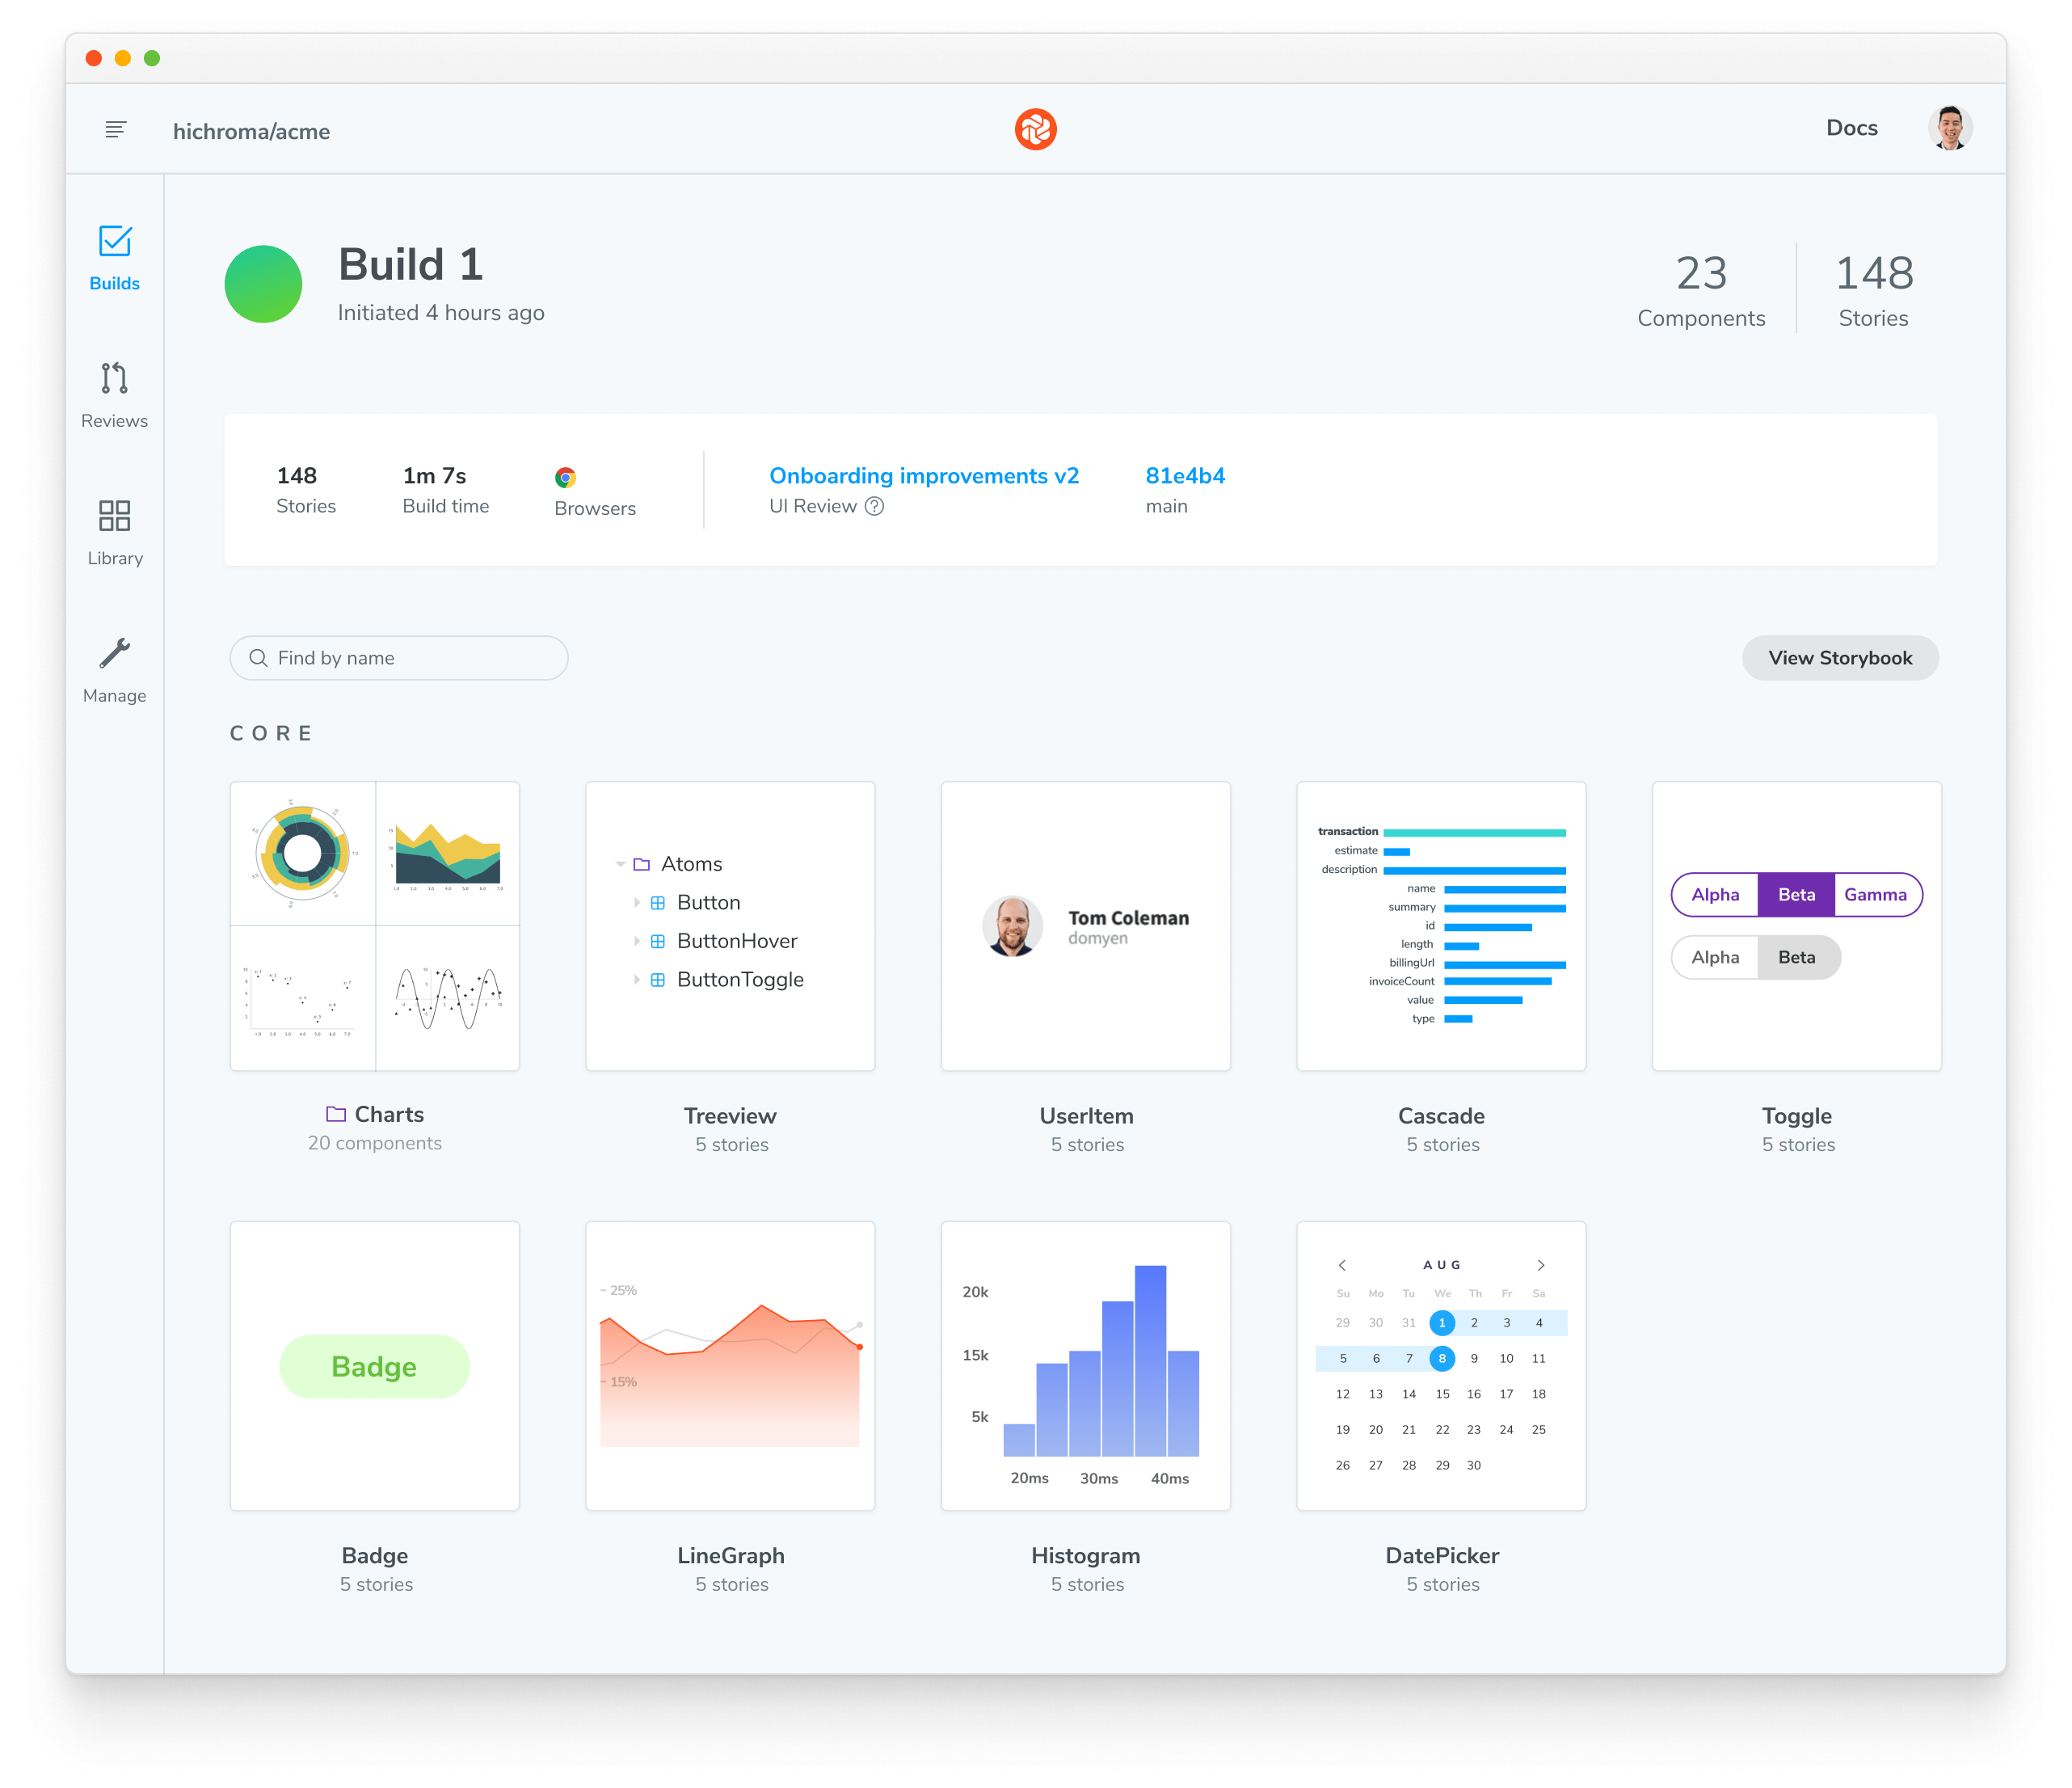 hichroma/acme
Docs
Builds
Reviews
Library
Manage
Build 1
Initiated 4 hours ago
23
Components
148
Stories
148
Stories
1m 7s
Build time
Browsers
Onboarding improvements v2
UI Review ?
81e4b4
main
Find by name
View Storybook
CORE
Atoms
Button
ButtonHover
ButtonToggle
Tom Coleman
domyen
transaction
estimate
description
name
summary
id
length
billingUrl
invoiceCount
value
type
Alpha Beta Gamma
Alpha Beta
Charts
20 components
Treeview
5 stories
UserItem
5 stories
Cascade
5 stories
Toggle
5 stories
Badge
25%
15%
20k
15k
5k
20ms 30ms 40ms
AUG
Su Mo Tu We Th Fr Sa
29 30 31 1 2 3 4
5 6 7 8 9 10 11
12 13 14 15 16 17 18
19 20 21 22 23 24 25
26 27 28 29 30
Badge
5 stories
LineGraph
5 stories
Histogram
5 stories
DatePicker
5 stories